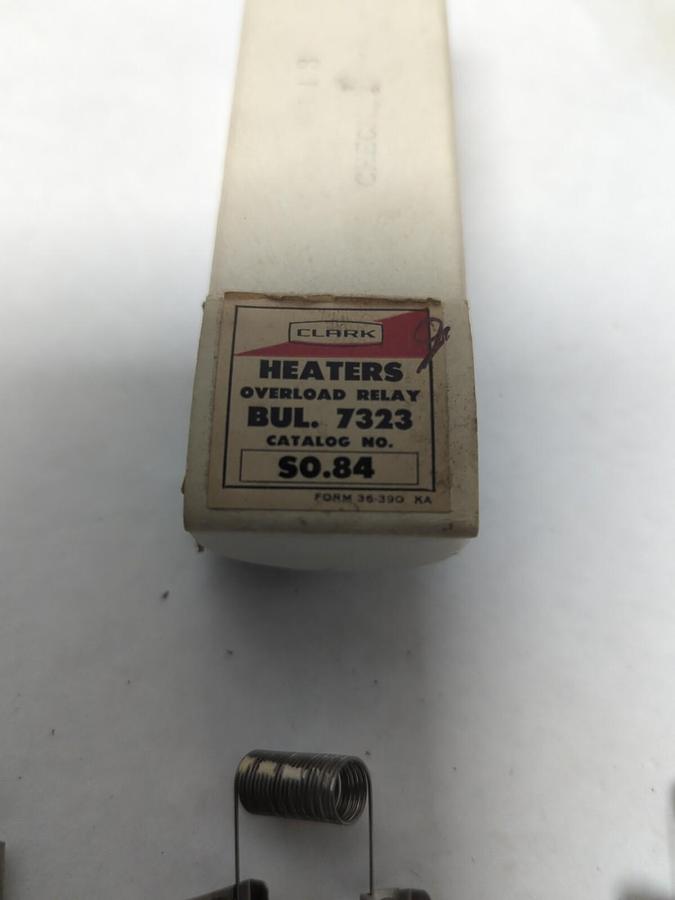 CLARK
HEATERS
OVERLOAD RELAY
BUL. 7323
CATALOG NO.
SO.84
FORM 36-390 KA